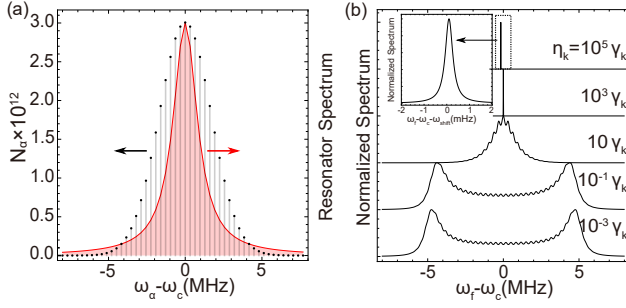 (a)
3.0
2.5
2.0
1.5
1.0
0.5
0.0
N_α×10^12
-5 0 5
ω_α-ω_c(MHz)
Resonator Spectrum
(b)
Normalized Spectrum
Normalized Spectrum
-2 -1 0 1 2
ω_f-ω_c-ω_shift(mHz)
η_k=10^5 γ_k
10^3 γ_k
10 γ_k
10^-1 γ_k
10^-3 γ_k
-5 0 5
ω_f-ω_c(MHz)